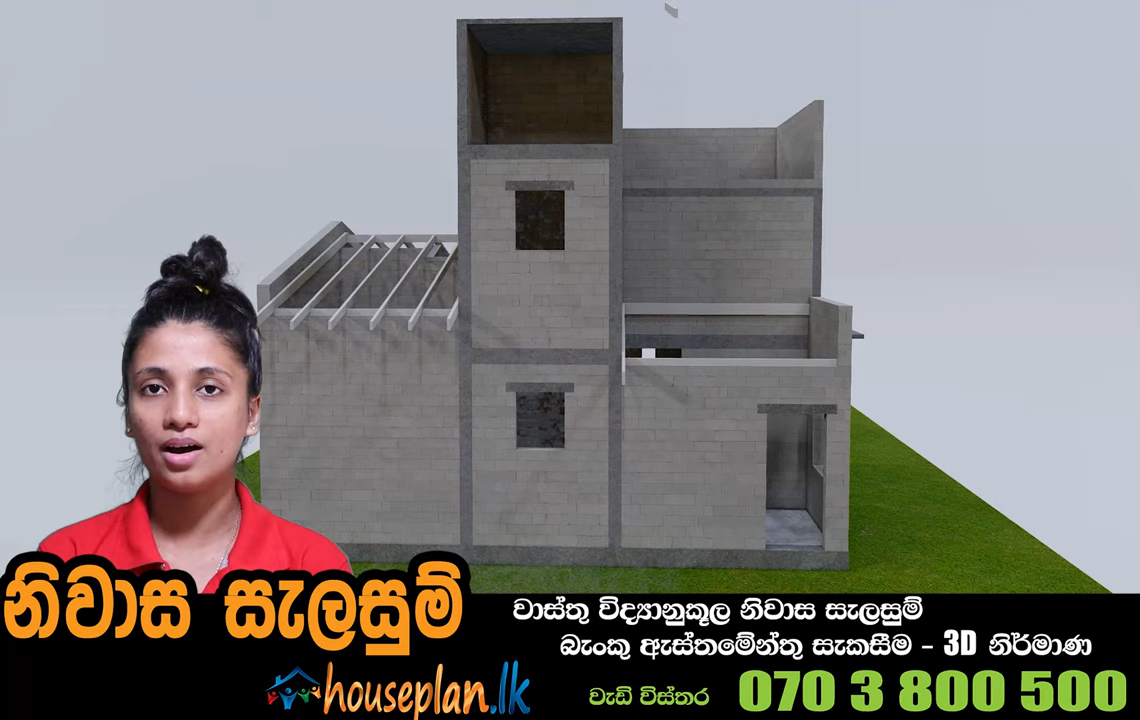 නිවාස සැලසුම්
වාස්තු විද්‍යානුකූල නිවාස සැලසුම්
බැංකු ඇස්තමේන්තු සැකසීම - 3D නිර්මාණ
houseplan.lk
වැඩි විස්තර 070 3 800 500